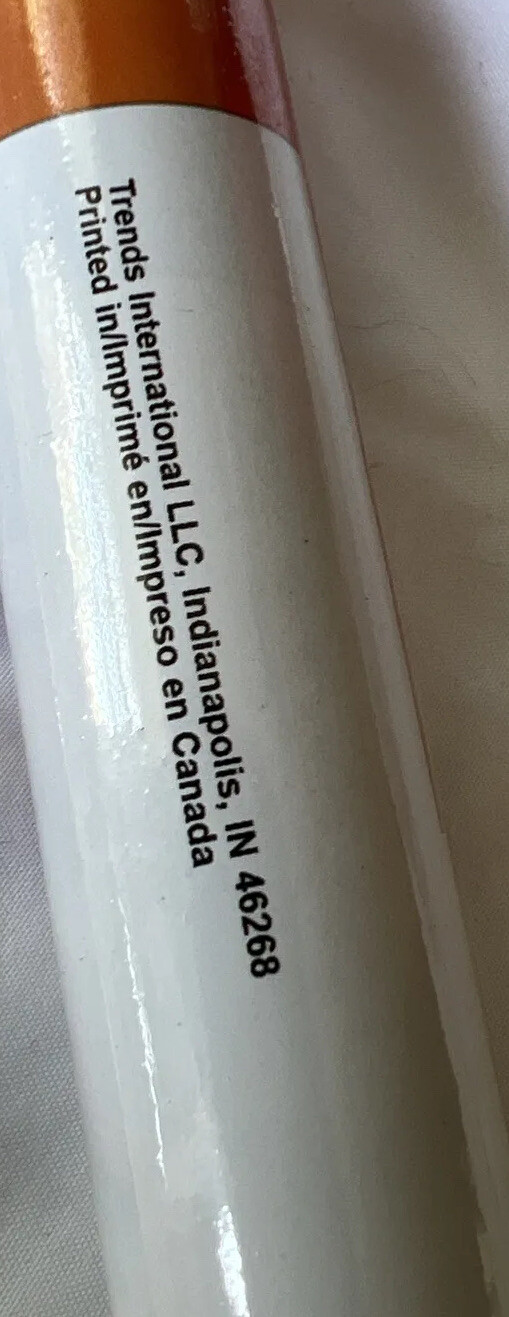 Trends International LLC, Indianapolis, IN 46268
Printed in/Imprimé en/Impreso en Canada